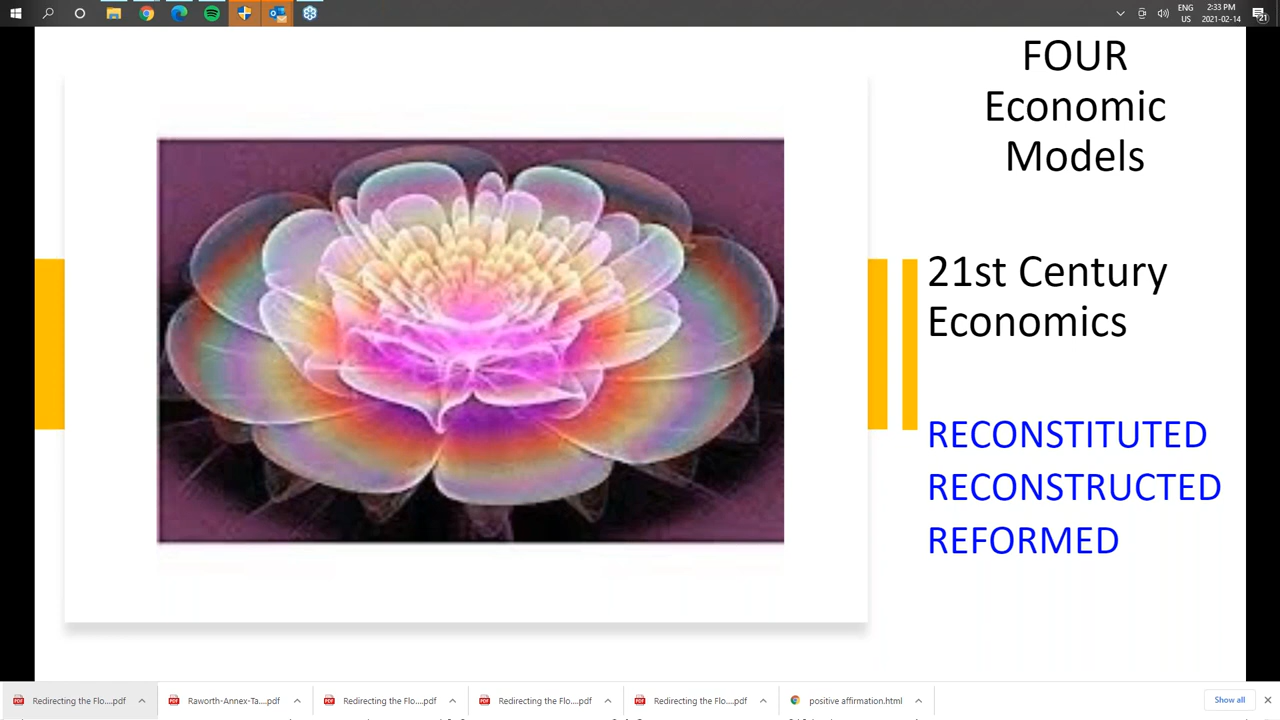 ENG
US
2:33 PM
2021-02-14
21
FOUR
Economic
Models
21st Century
Economics
RECONSTITUTED
RECONSTRUCTED
REFORMED
Redirecting the Flo....pdf
Raworth-Annex-Ta....pdf
Redirecting the Flo....pdf
Redirecting the Flo....pdf
Redirecting the Flo....pdf
positive affirmation.html
Show all